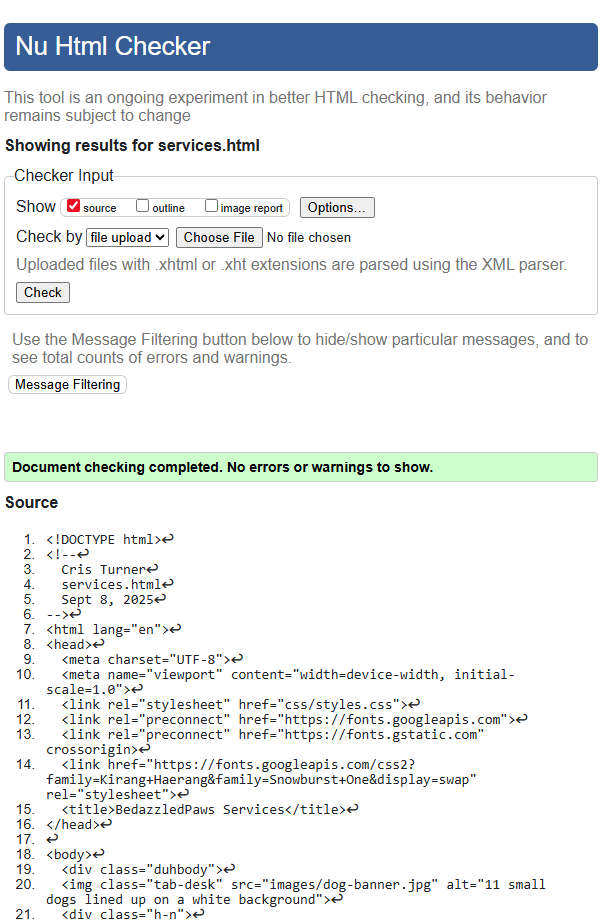 Nu Html Checker
This tool is an ongoing experiment in better HTML checking, and its behavior
remains subject to change
Showing results for services.html
Checker Input
Show source outline image report Options...
Check by file upload Choose File No file chosen
Uploaded files with .xhtml or .xht extensions are parsed using the XML parser.
Check
Use the Message Filtering button below to hide/show particular messages, and to
see total counts of errors and warnings.
Message Filtering
Document checking completed. No errors or warnings to show.
Source
1. <!DOCTYPE html>↩
2. <!--↩
3. Cris Turner↩
4. services.html↩
5. Sept 8, 2025↩
6. -->↩
7. <html lang="en">↩
8. <head>↩
9. <meta charset="UTF-8">↩
10. <meta name="viewport" content="width=device-width, initial-
scale=1.0">↩
11. <link rel="stylesheet" href="css/styles.css">↩
12. <link rel="preconnect" href="https://fonts.googleapis.com">↩
13. <link rel="preconnect" href="https://fonts.gstatic.com"
crossorigin>↩
14. <link href="https://fonts.googleapis.com/css2?
family=Kirang+Haerang&family=Snowburst+One&display=swap"
rel="stylesheet">↩
15. <title>BedazzledPaws Services</title>↩
16. </head>↩
17. ↩
18. <body>↩
19. <div class="duhbody">↩
20. <img class="tab-desk" src="images/dog-banner.jpg" alt="11 small
dogs lined up on a white background">↩
21. <div class="h-n">↩